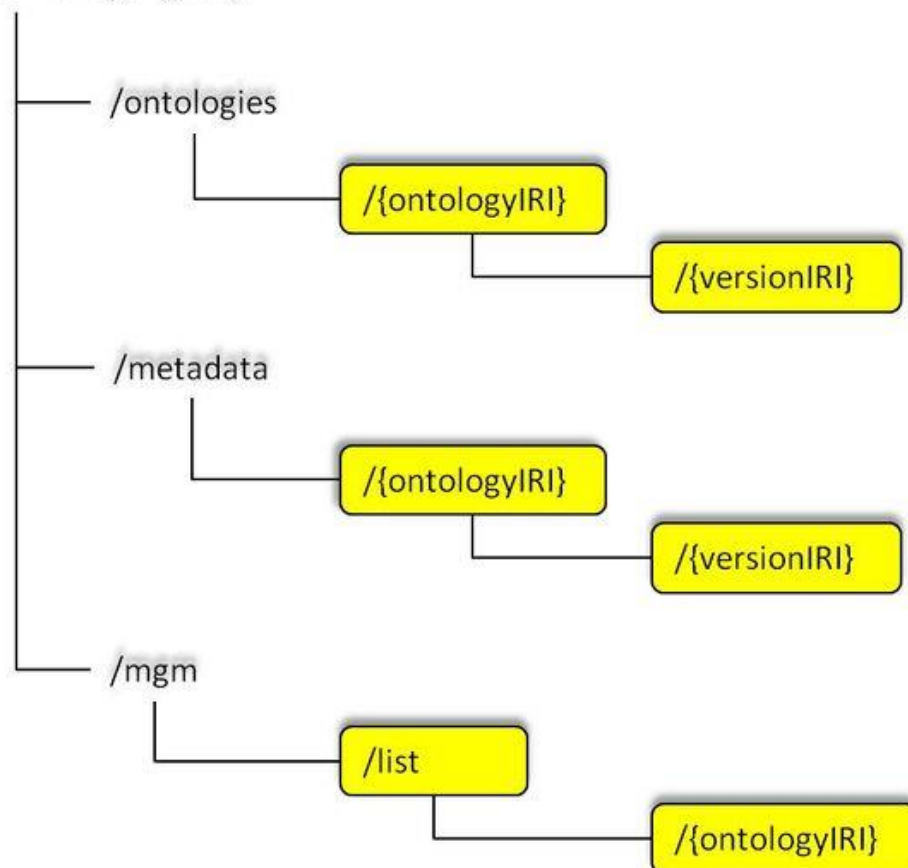 /ontologies
/{ontologyIRI}
/{versionIRI}
/metadata
/{ontologyIRI}
/{versionIRI}
/mgm
/list
/{ontologyIRI}